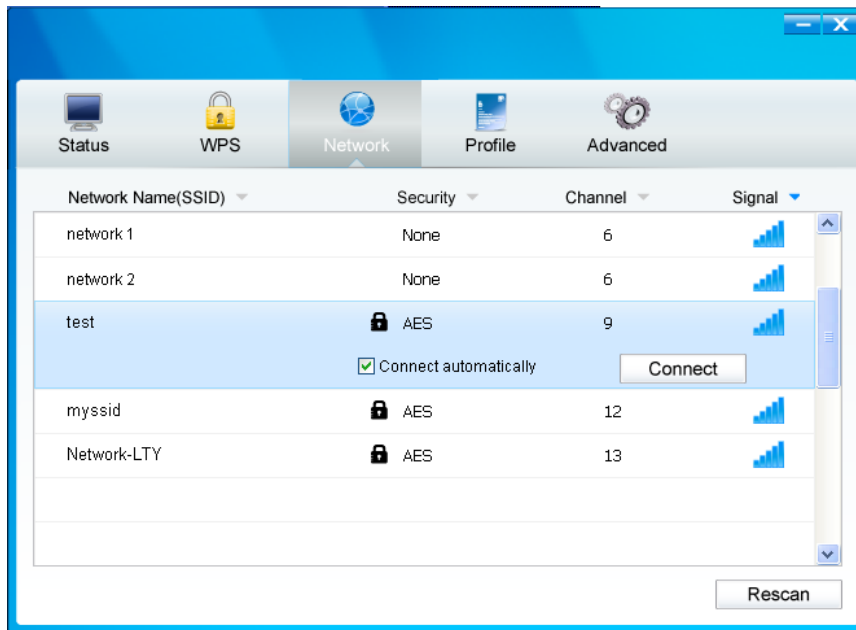 Status WPS Network Profile Advanced
Network Name(SSID) Security Channel Signal
network 1 None 6
network 2 None 6
test AES 9
Connect automatically Connect
myssid AES 12
Network-LTY AES 13
Rescan